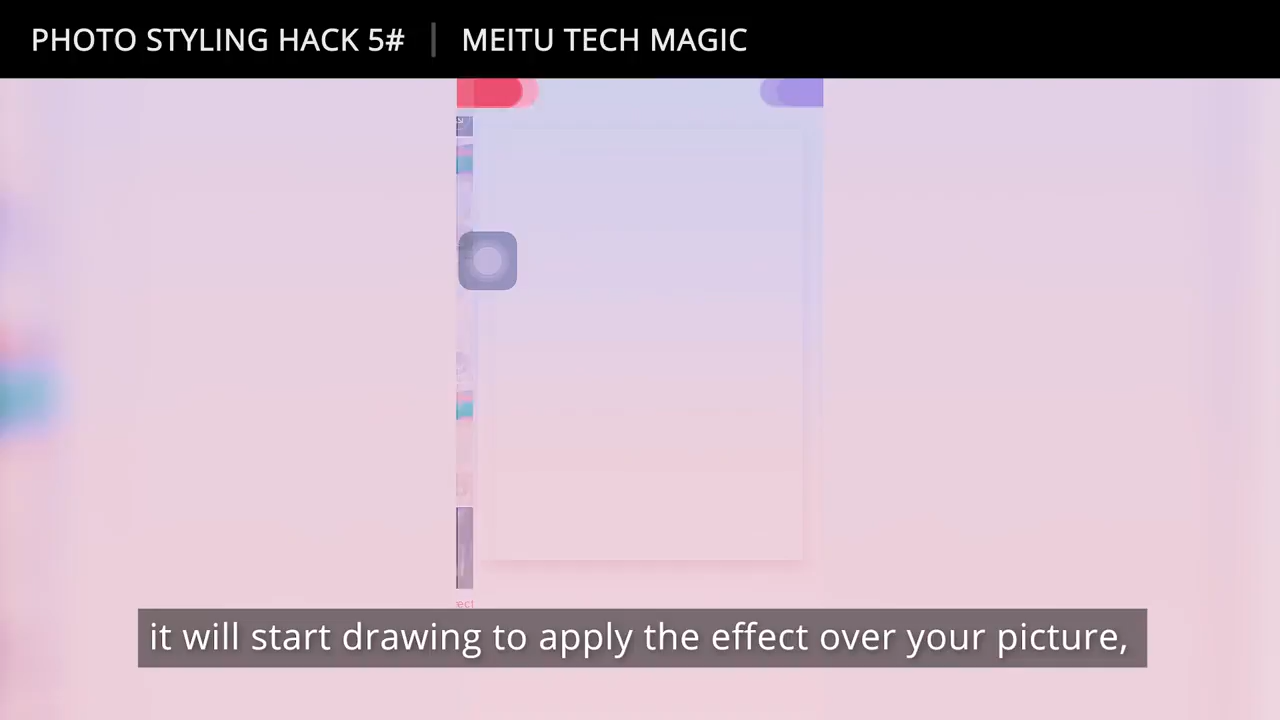 PHOTO STYLING HACK 5# | MEITU TECH MAGIC
it will start drawing to apply the effect over your picture,